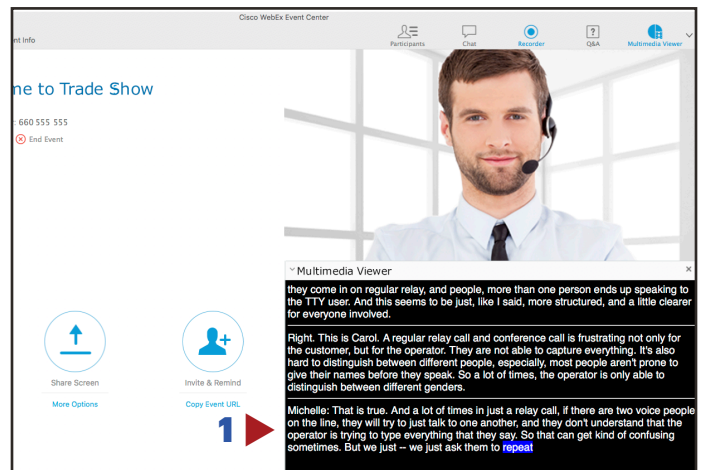 Cisco WebEx Event Center
nt Info
Participants
Chat
Recorder
Q&A
Multimedia Viewer
ne to Trade Show
: 660 555 555
End Event
Share Screen
More Options
Invite & Remind
Copy Event URL
1
Multimedia Viewer
they come in on regular relay, and people, more than one person ends up speaking to
the TTY user. And this seems to be just, like I said, more structured, and a little clearer
for everyone involved.
Right. This is Carol. A regular relay call and conference call is frustrating not only for
the customer, but for the operator. They are not able to capture everything. It's also
hard to distinguish between different people, especially, most people aren't prone to
give their names before they speak. So a lot of times, the operator is only able to
distinguish between different genders.
Michelle: That is true. And a lot of times in just a relay call, if there are two voice people
on the line, they will try to just talk to one another, and they don't understand that the
operator is trying to type everything that they say. So that can get kind of confusing
sometimes. But we just -- we just ask them to repeat